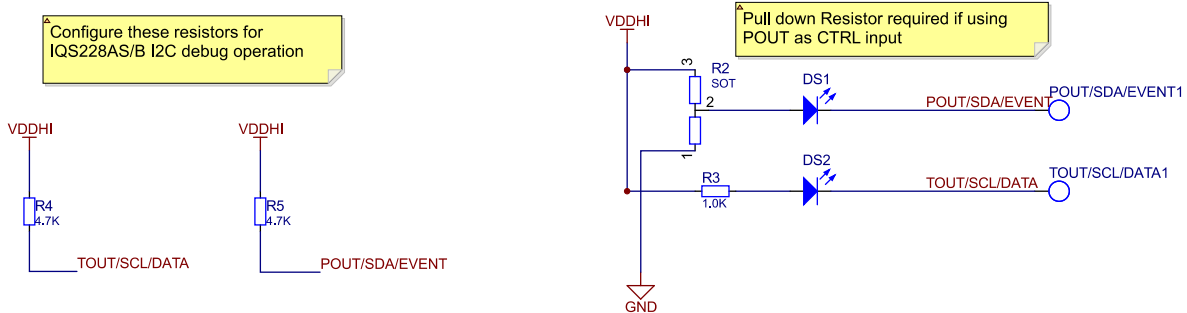 Configure these resistors for
IQS228AS/B I2C debug operation
VDDHI
R4
4.7K
TOUT/SCL/DATA
VDDHI
R5
4.7K
POUT/SDA/EVENT
Pull down Resistor required if using
POUT as CTRL input
VDDHI
3
R2
SOT
2
1
DS1
POUT/SDA/EVENT
POUT/SDA/EVENT1
R3
1.0K
DS2
TOUT/SCL/DATA
TOUT/SCL/DATA1
GND